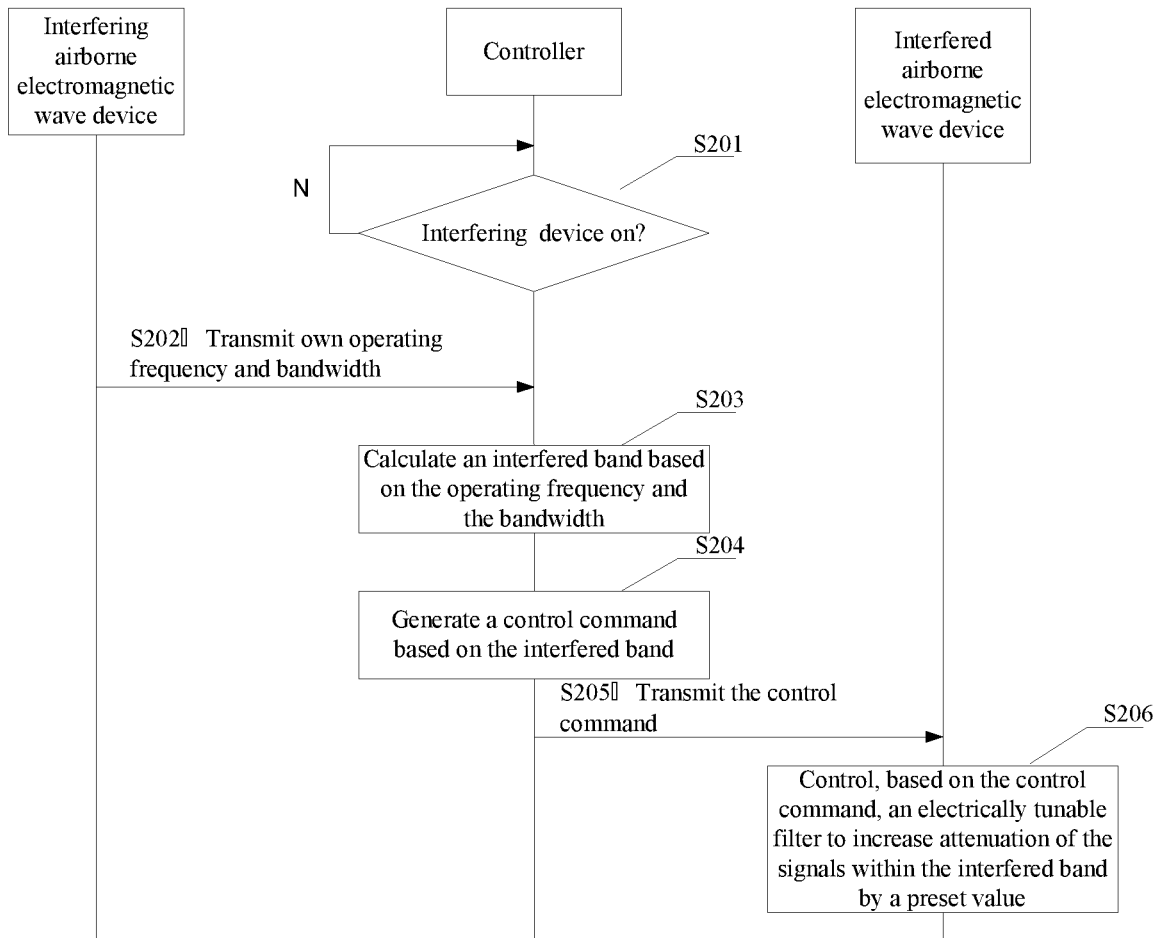 Interfering
airborne
electromagnetic
wave device
Controller
Interfered
airborne
electromagnetic
wave device
S201
N
Interfering device on?
S202▯ Transmit own operating
frequency and bandwidth
S203
Calculate an interfered band based
on the operating frequency and
the bandwidth
S204
Generate a control command
based on the interfered band
S205▯ Transmit the control
command
S206
Control, based on the control
command, an electrically tunable
filter to increase attenuation of the
signals within the interfered band
by a preset value